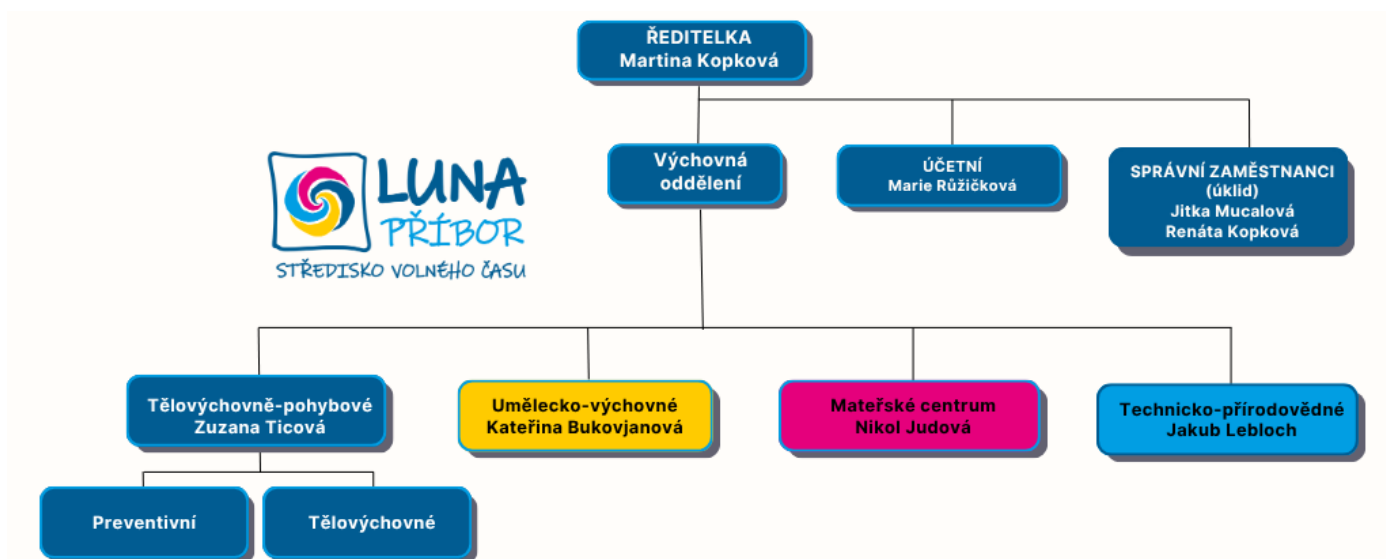 ŘEDITELKA
Martina Kopková
Výchovná
oddělení
ÚČETNÍ
Marie Růžičková
SPRÁVNÍ ZAMĚSTNANCI
(úklid)
Jitka Mucalová
Renáta Kopková
LUNA
PŘÍBOR
STŘEDISKO VOLNÉHO ČASU
Tělovýchovně-pohybové
Zuzana Ticová
Umělecko-výchovné
Kateřina Bukovjanová
Mateřské centrum
Nikol Judová
Technicko-přírodovědné
Jakub Lebloch
Preventivní
Tělovýchovné